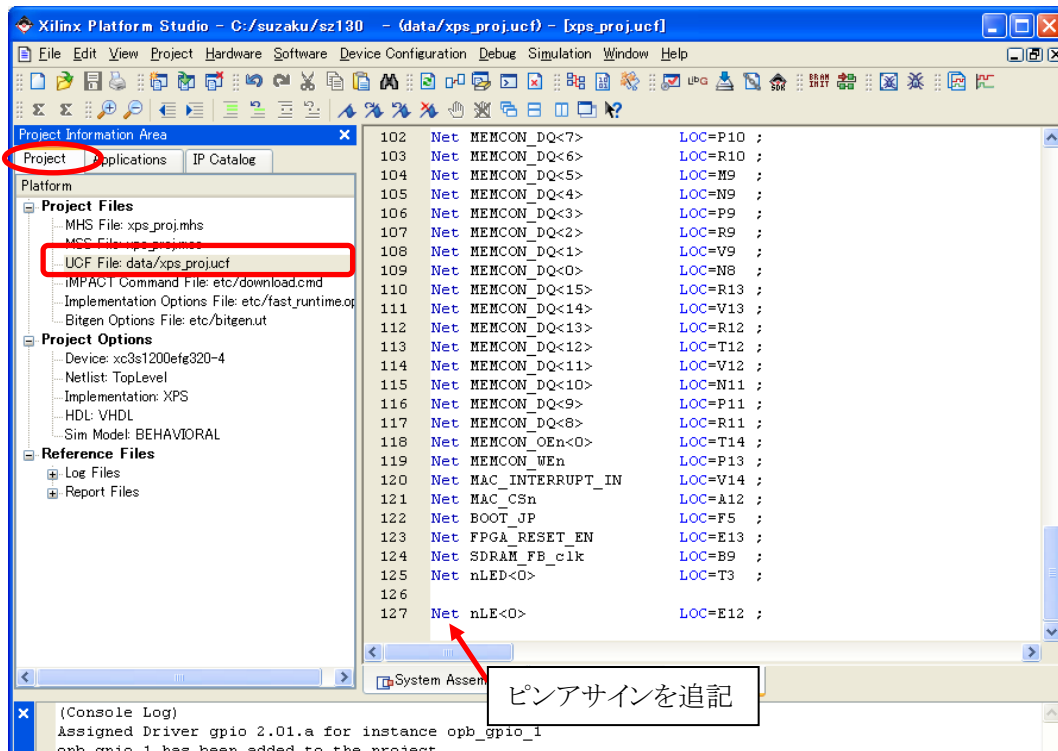 Xilinx Platform Studio - C:/suzaku/sz130 - (data/xps_proj.ucf) - [xps_proj.ucf]
File Edit View Project Hardware Software Device Configuration Debug Simulation Window Help
Project Information Area
Project Applications IP Catalog
Platform
Project Files
MHS File: xps_proj.mhs
MSS File: xps_proj.mss
UCF File: data/xps_proj.ucf
iMPACT Command File: etc/download.cmd
Implementation Options File: etc/fast_runtime.op
Bitgen Options File: etc/bitgen.ut
Project Options
Device: xc3s1200efg320-4
Netlist: TopLevel
Implementation: XPS
HDL: VHDL
Sim Model: BEHAVIORAL
Reference Files
Log Files
Report Files
102 Net MEMCON_DQ<7> LOC=P10 ;
103 Net MEMCON_DQ<6> LOC=R10 ;
104 Net MEMCON_DQ<5> LOC=M9 ;
105 Net MEMCON_DQ<4> LOC=N9 ;
106 Net MEMCON_DQ<3> LOC=P9 ;
107 Net MEMCON_DQ<2> LOC=R9 ;
108 Net MEMCON_DQ<1> LOC=V9 ;
109 Net MEMCON_DQ<0> LOC=N8 ;
110 Net MEMCON_DQ<15> LOC=R13 ;
111 Net MEMCON_DQ<14> LOC=V13 ;
112 Net MEMCON_DQ<13> LOC=R12 ;
113 Net MEMCON_DQ<12> LOC=T12 ;
114 Net MEMCON_DQ<11> LOC=V12 ;
115 Net MEMCON_DQ<10> LOC=N11 ;
116 Net MEMCON_DQ<9> LOC=P11 ;
117 Net MEMCON_DQ<8> LOC=R11 ;
118 Net MEMCON_OEn<0> LOC=T14 ;
119 Net MEMCON_WEn LOC=P13 ;
120 Net MAC_INTERRUPT_IN LOC=V14 ;
121 Net MAC_CSn LOC=A12 ;
122 Net BOOT_JP LOC=F5 ;
123 Net FPGA_RESET_EN LOC=E13 ;
124 Net SDRAM_FB_clk LOC=B9 ;
125 Net nLED<0> LOC=T3 ;
126
127 Net nLE<0> LOC=E12 ;
System Assem
ピンアサインを追記
(Console Log)
Assigned Driver gpio 2.01.a for instance opb_gpio_1
opb_gpio_1 has been added to the project